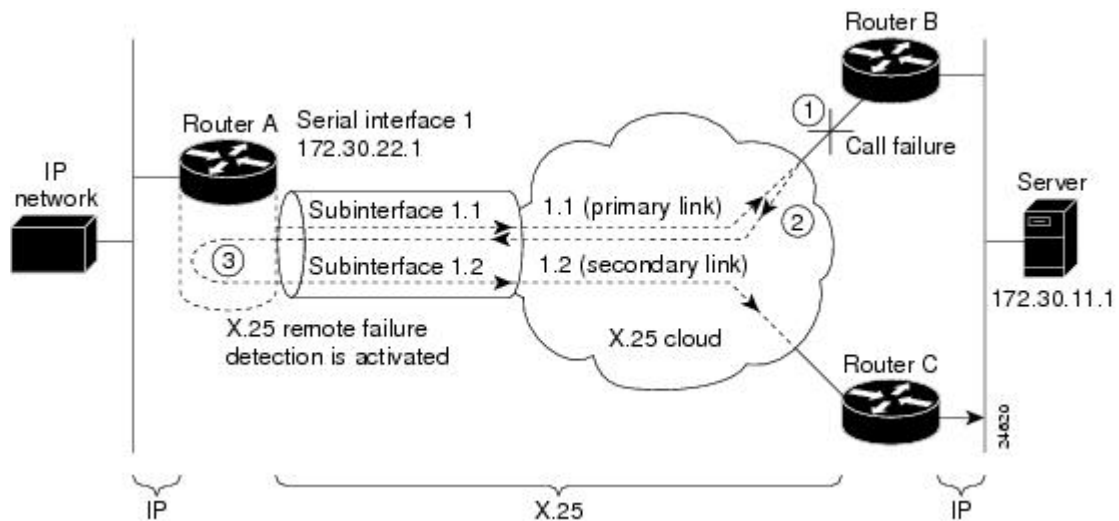 Router B
1
Call failure
Router A
Serial interface 1
172.30.22.1
IP
network
Subinterface 1.1
1.1 (primary link)
2
Server
3
Subinterface 1.2
1.2 (secondary link)
172.30.11.1
X.25 remote failure
detection is activated
X.25 cloud
Router C
24620
IP
X.25
IP